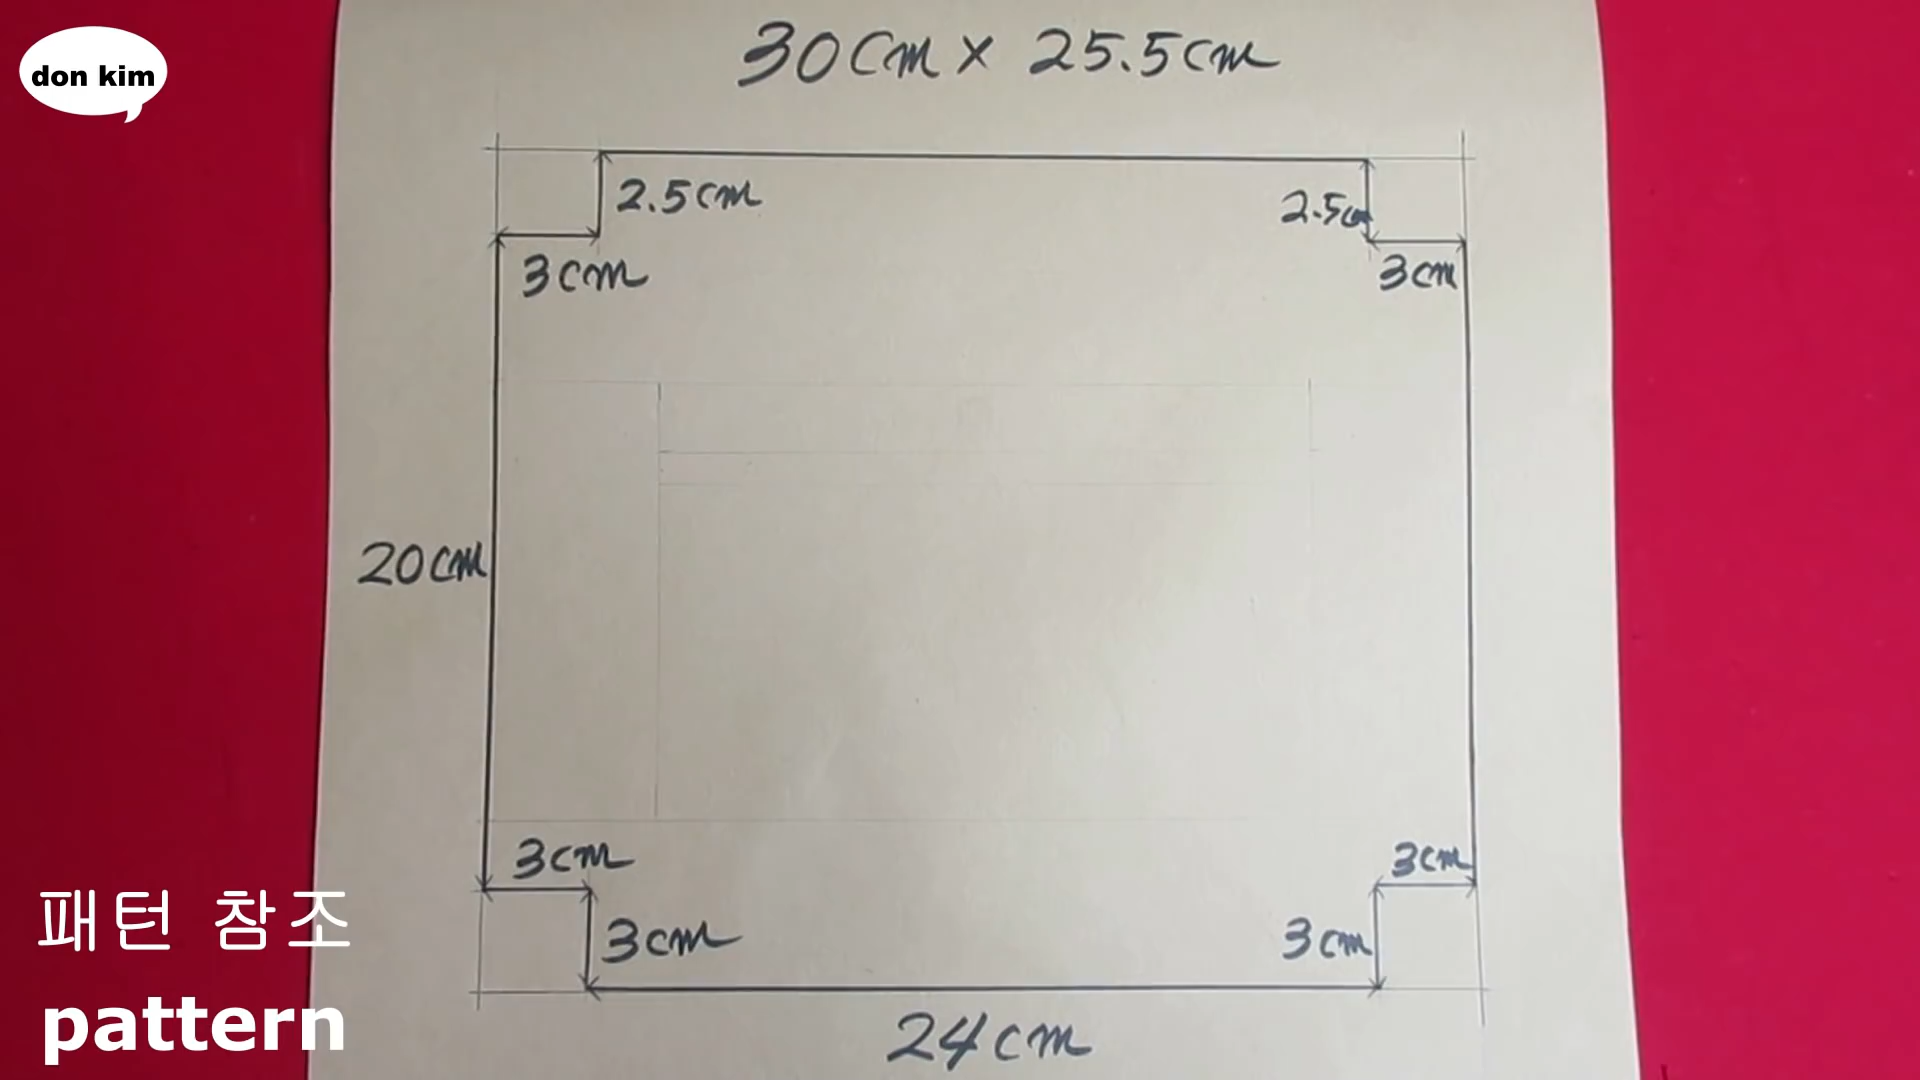 30cm x 25.5cm
don kim
2.5cm
2.5cm
3cm
3cm
20cm
3cm
3cm
3cm
3cm
24cm
패턴 참조
pattern